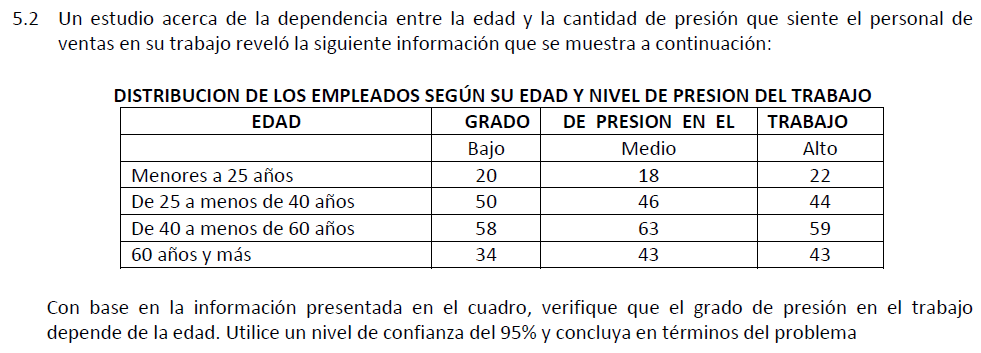 5.2 Un estudio acerca de la dependencia entre la edad y la cantidad de presión que siente el personal de
ventas en su trabajo reveló la siguiente información que se muestra a continuación:
DISTRIBUCION DE LOS EMPLEADOS SEGÚN SU EDAD Y NIVEL DE PRESION DEL TRABAJO
EDAD GRADO DE PRESION EN EL TRABAJO
Bajo Medio Alto
Menores a 25 años 20 18 22
De 25 a menos de 40 años 50 46 44
De 40 a menos de 60 años 58 63 59
60 años y más 34 43 43
Con base en la información presentada en el cuadro, verifique que el grado de presión en el trabajo
depende de la edad. Utilice un nivel de confianza del 95% y concluya en términos del problema